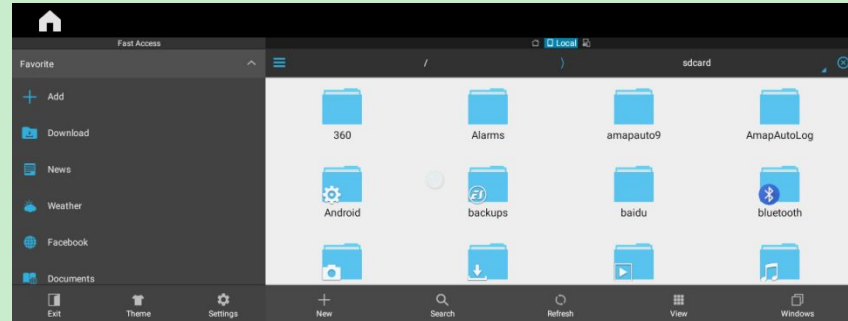 Fast Access
Local
Favorite
/
sdcard
Add
Download
News
Weather
Facebook
Documents
360
Alarms
amapauto9
AmapAutoLog
Android
backups
baidu
bluetooth
Exit
Theme
Settings
New
Search
Refresh
View
Windows